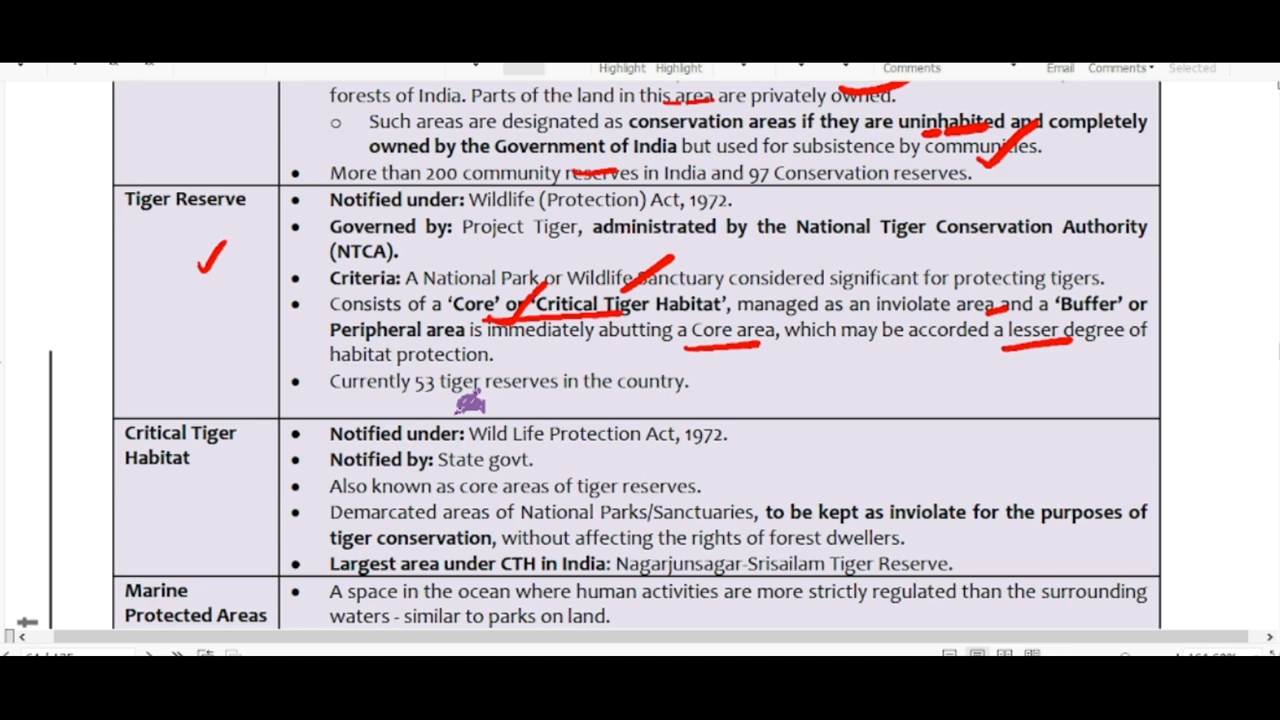 Highlight Highlight Comments Email Comments Selected
forests of India. Parts of the land in this area are privately owned.
o Such areas are designated as conservation areas if they are uninhabited and completely
owned by the Government of India but used for subsistence by communities.
• More than 200 community reserves in India and 97 Conservation reserves.
Tiger Reserve
• Notified under: Wildlife (Protection) Act, 1972.
• Governed by: Project Tiger, administrated by the National Tiger Conservation Authority
(NTCA).
• Criteria: A National Park or Wildlife Sanctuary considered significant for protecting tigers.
• Consists of a ‘Core’ or ‘Critical Tiger Habitat’, managed as an inviolate area and a ‘Buffer’ or
Peripheral area is immediately abutting a Core area, which may be accorded a lesser degree of
habitat protection.
• Currently 53 tiger reserves in the country.
Critical Tiger
Habitat
• Notified under: Wild Life Protection Act, 1972.
• Notified by: State govt.
• Also known as core areas of tiger reserves.
• Demarcated areas of National Parks/Sanctuaries, to be kept as inviolate for the purposes of
tiger conservation, without affecting the rights of forest dwellers.
• Largest area under CTH in India: Nagarjunsagar-Srisailam Tiger Reserve.
Marine
Protected Areas
• A space in the ocean where human activities are more strictly regulated than the surrounding
waters - similar to parks on land.